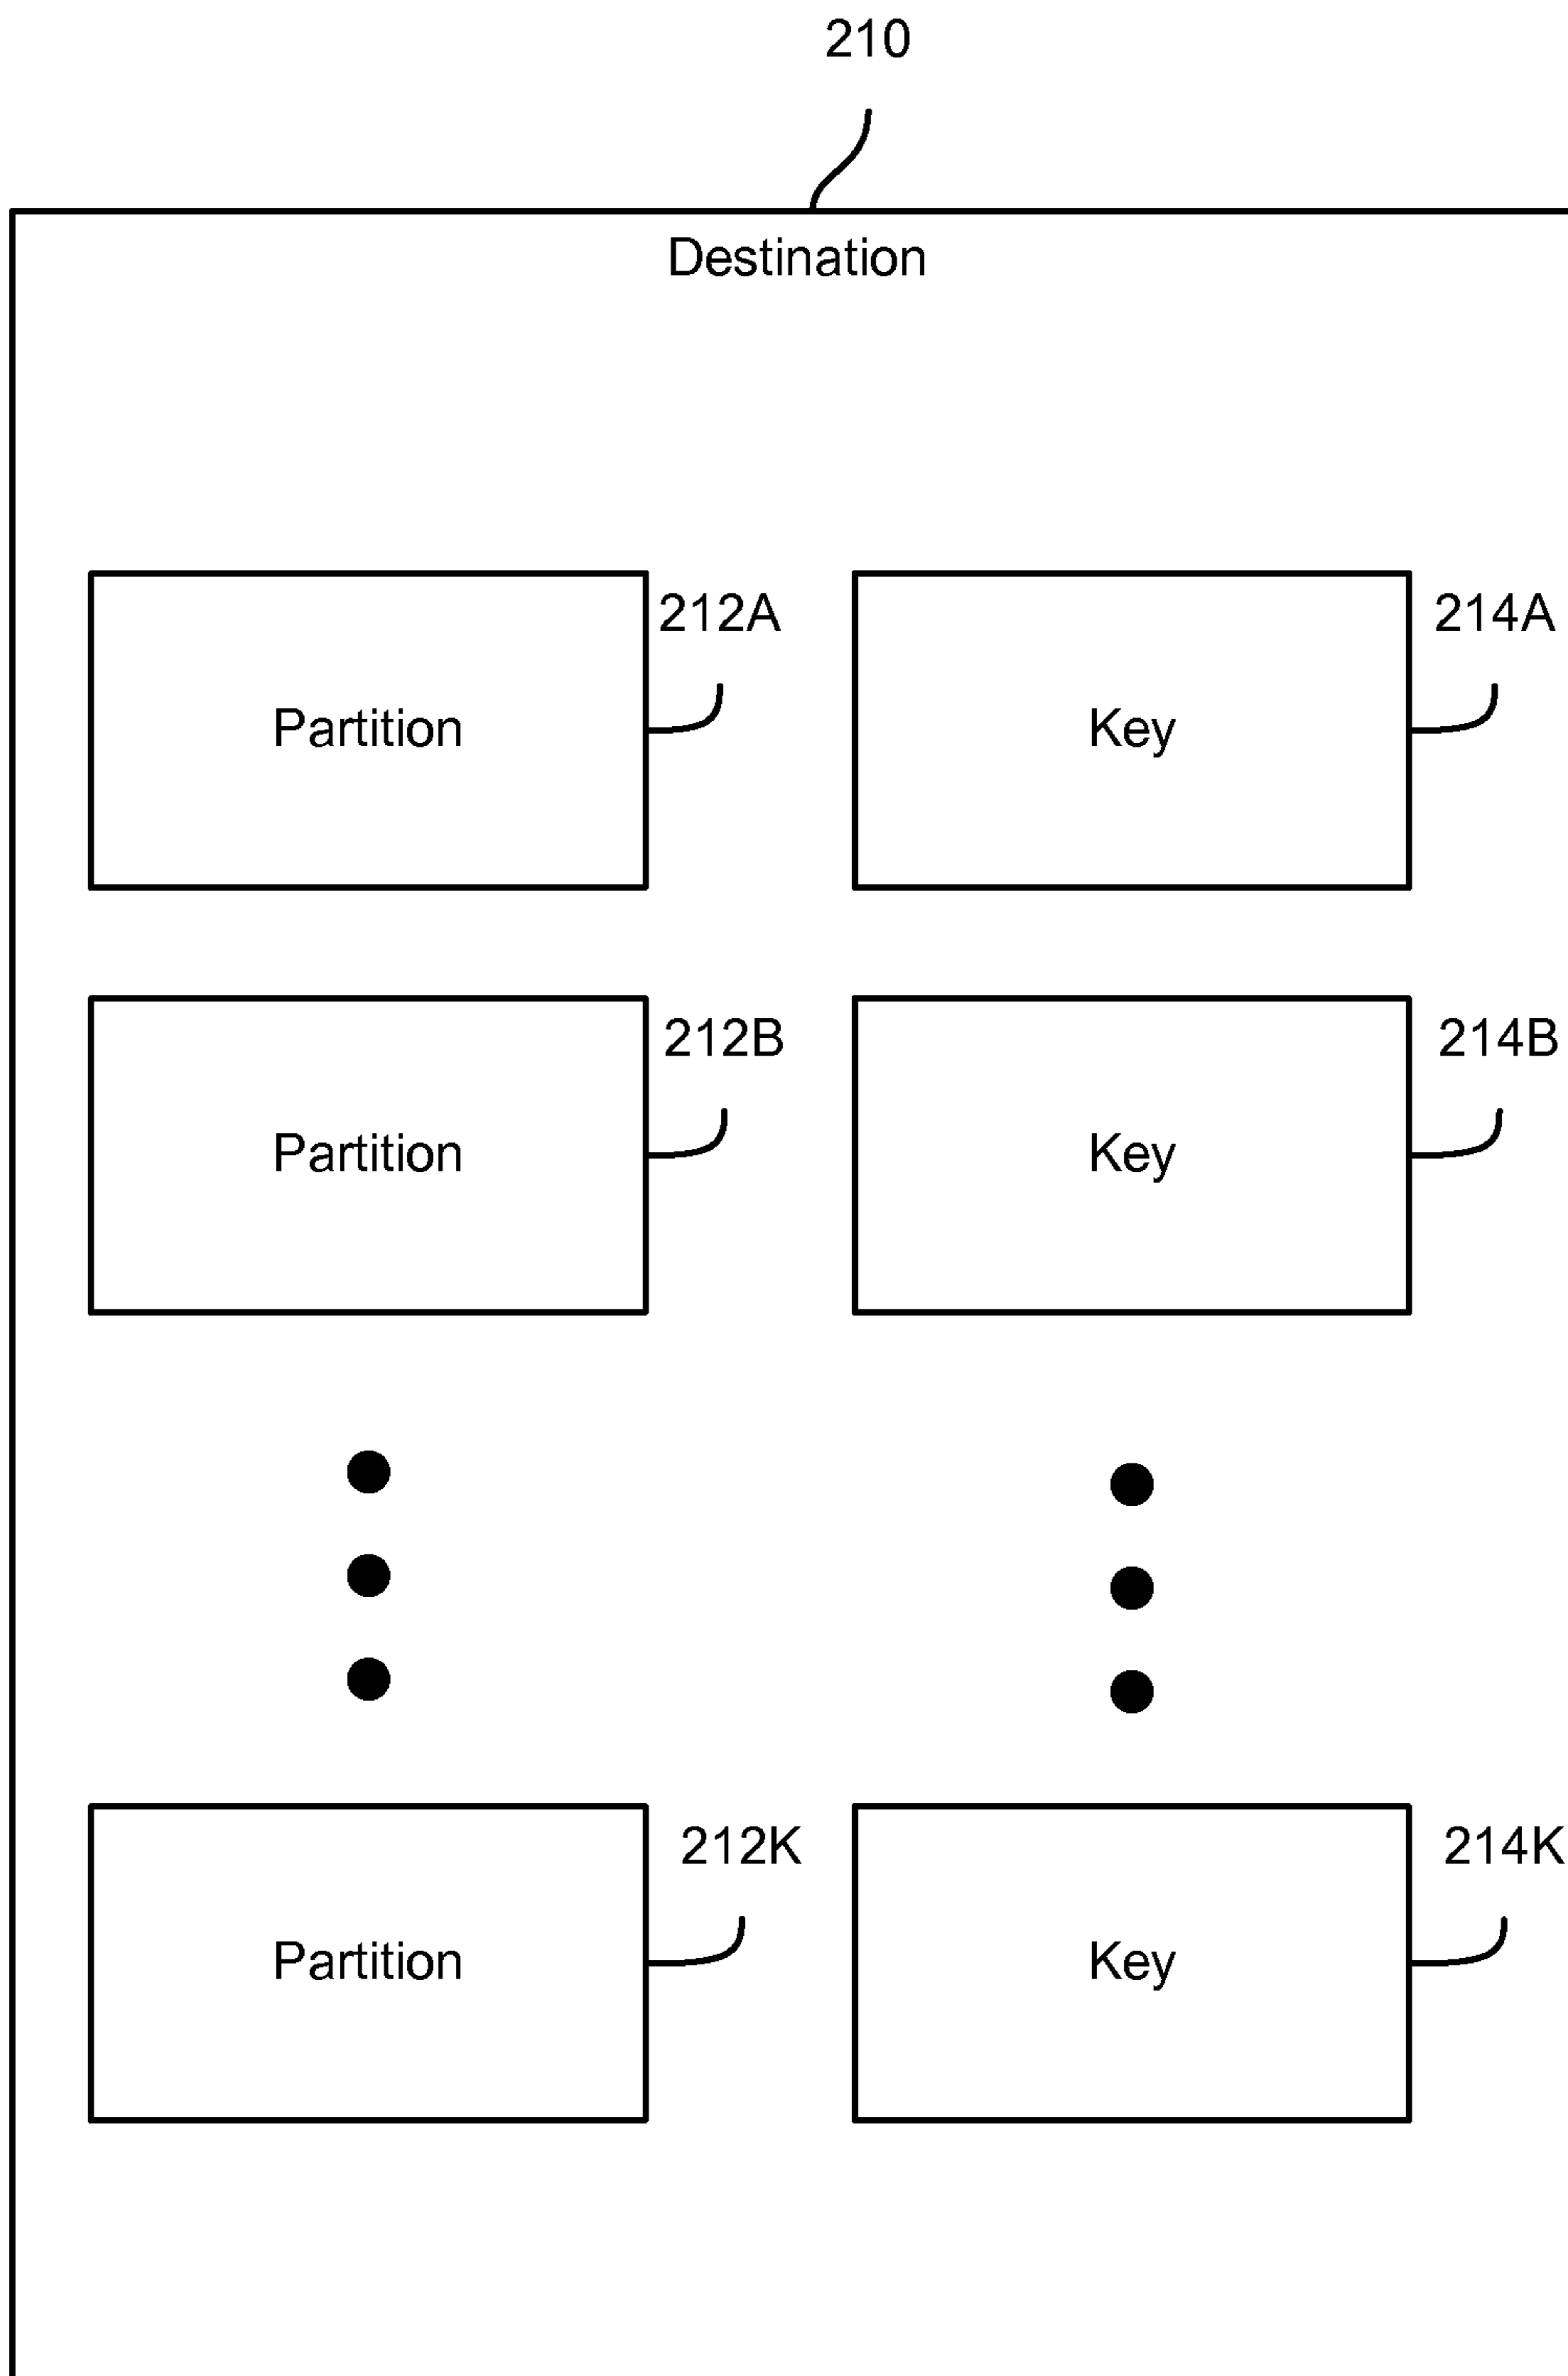 210
Destination
212A
214A
Partition
Key
212B
214B
Partition
Key
212K
214K
Partition
Key